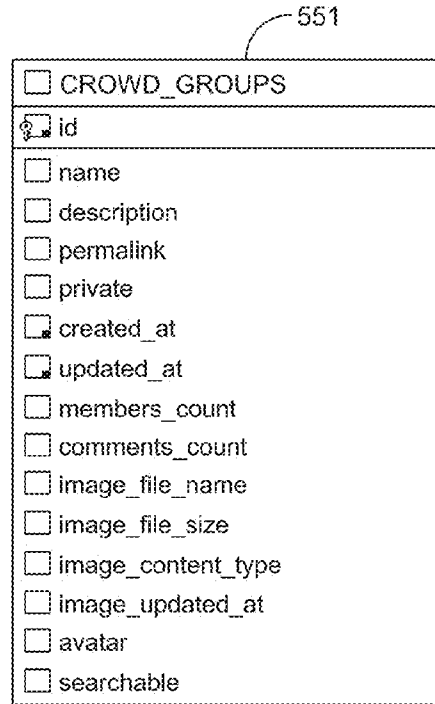 551
CROWD_GROUPS
id
name
description
permalink
private
created_at
updated_at
members_count
comments_count
image_file_name
image_file_size
image_content_type
image_updated_at
avatar
searchable